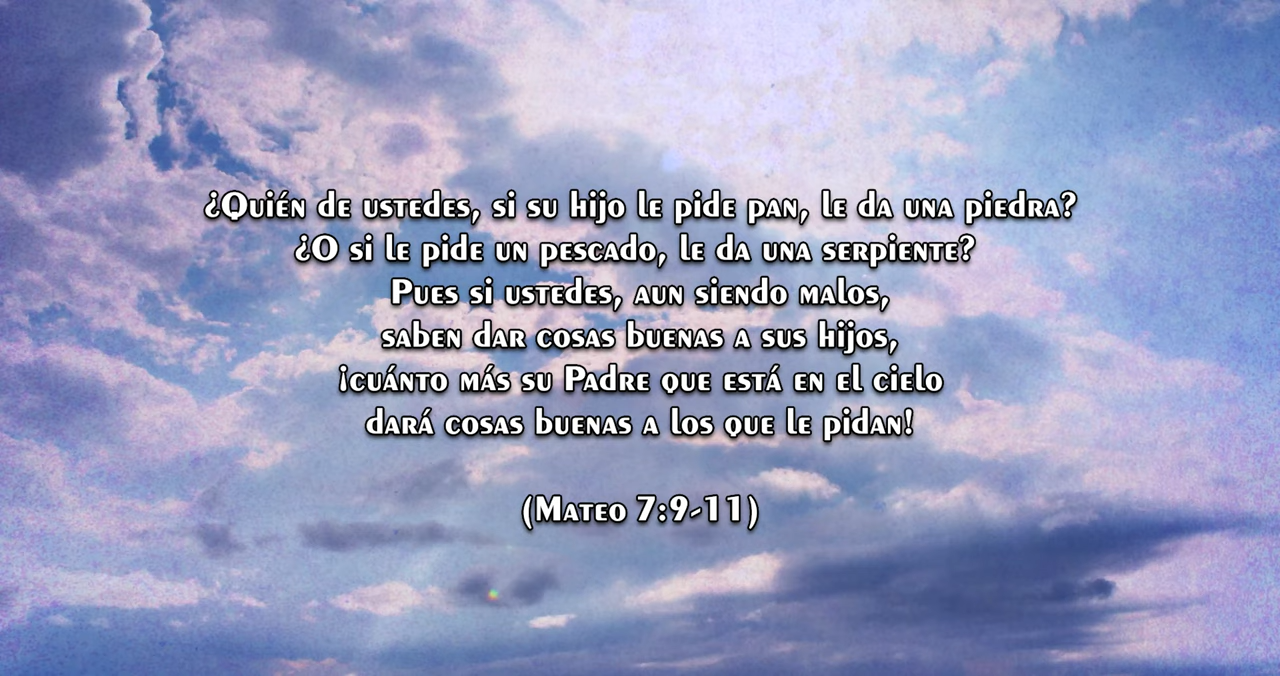 ¿Quién de ustedes, si su hijo le pide pan, le da una piedra?
¿O si le pide un pescado, le da una serpiente?
Pues si ustedes, aun siendo malos,
saben dar cosas buenas a sus hijos,
¡cuánto más su Padre que está en el cielo
dará cosas buenas a los que le pidan!
(Mateo 7:9-11)